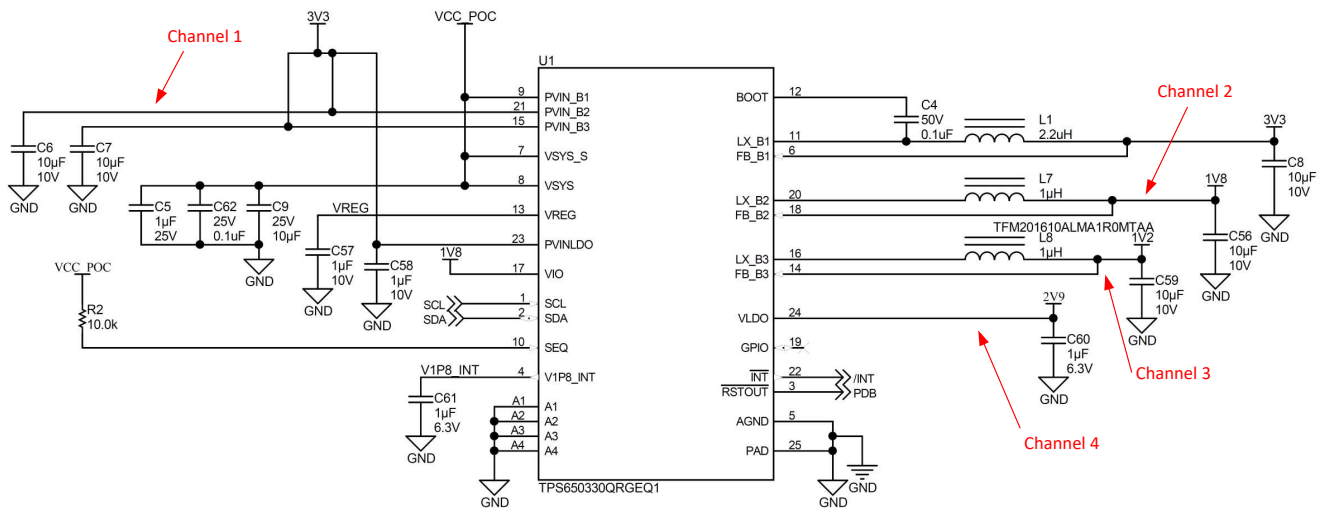 3V3
VCC_POC
Channel 1
U1
9 PVIN_B1
21 PVIN_B2
15 PVIN_B3
7 VSYS_S
8 VSYS
13 VREG
23 PVINLDO
17 VIO
1 SCL
2 SDA
10 SEQ
4 V1P8_INT
A1 A1
A2 A2
A3 A3
A4 A4
C6
10µF
10V
GND
C7
10µF
10V
GND
C5
1µF
25V
C62
25V
0.1uF
C9
25V
10µF
GND
VREG
C57
1µF
10V
GND
C58
1µF
10V
GND
1V8
SCL
SDA
VCC_POC
R2
10.0k
V1P8_INT
C61
1µF
6.3V
GND
GND
TPS650330QRGEQ1
BOOT 12
LX_B1 11
FB_B1 6
LX_B2 20
FB_B2 18
LX_B3 16
FB_B3 14
VLDO 24
GPIO 19
INT 22
RSTOUT 3
AGND 5
PAD 25
C4
50V
0.1uF
L1
2.2uH
Channel 2
3V3
C8
10µF
10V
GND
L7
1µH
1V8
TFM201610ALMA1R0MTAA
C56
10µF
10V
GND
L8
1µH
1V2
C59
10µF
10V
GND
Channel 3
2V9
C60
1µF
6.3V
GND
Channel 4
/INT
PDB
GND
GND